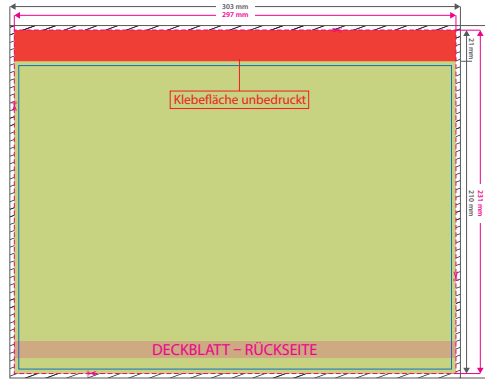 303 mm
297 mm
21 mm
Klebefläche unbedruckt
210 mm
231 mm
DECKBLATT – RÜCKSEITE